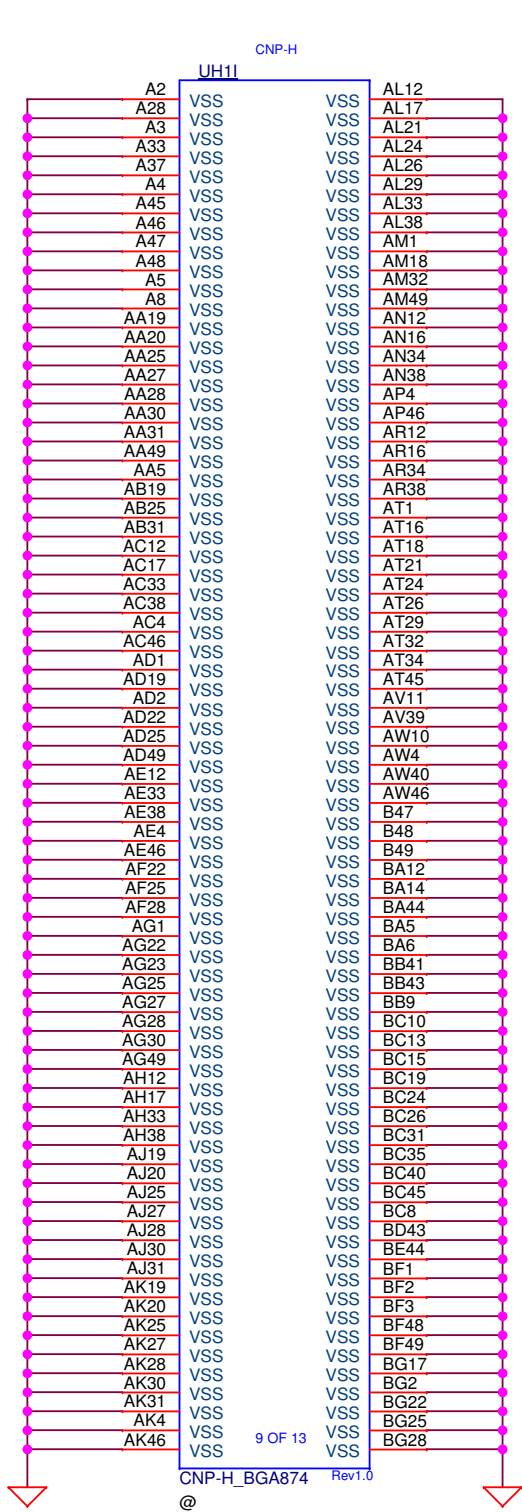 CNP-H
UH1I
A2 VSS VSS AL12
A28 VSS VSS AL17
A3 VSS VSS AL21
A33 VSS VSS AL24
A37 VSS VSS AL26
A4 VSS VSS AL29
A45 VSS VSS AL33
A46 VSS VSS AL38
A47 VSS VSS AM1
A48 VSS VSS AM18
A5 VSS VSS AM32
A8 VSS VSS AM49
AA19 VSS VSS AN12
AA20 VSS VSS AN16
AA25 VSS VSS AN34
AA27 VSS VSS AN38
AA28 VSS VSS AP4
AA30 VSS VSS AP46
AA31 VSS VSS AR12
AA49 VSS VSS AR16
AA5 VSS VSS AR34
AB19 VSS VSS AR38
AB25 VSS VSS AT1
AB31 VSS VSS AT16
AC12 VSS VSS AT18
AC17 VSS VSS AT21
AC33 VSS VSS AT24
AC38 VSS VSS AT26
AC4 VSS VSS AT29
AC46 VSS VSS AT32
AD1 VSS VSS AT34
AD19 VSS VSS AT45
AD2 VSS VSS AV11
AD22 VSS VSS AV39
AD25 VSS VSS AW10
AD49 VSS VSS AW4
AE12 VSS VSS AW40
AE33 VSS VSS AW46
AE38 VSS VSS B47
AE4 VSS VSS B48
AE46 VSS VSS B49
AF22 VSS VSS BA12
AF25 VSS VSS BA14
AF28 VSS VSS BA44
AG1 VSS VSS BA5
AG22 VSS VSS BA6
AG23 VSS VSS BB41
AG25 VSS VSS BB43
AG27 VSS VSS BB9
AG28 VSS VSS BC10
AG30 VSS VSS BC13
AG49 VSS VSS BC15
AH12 VSS VSS BC19
AH17 VSS VSS BC24
AH33 VSS VSS BC26
AH38 VSS VSS BC31
AJ19 VSS VSS BC35
AJ20 VSS VSS BC40
AJ25 VSS VSS BC45
AJ27 VSS VSS BC8
AJ28 VSS VSS BD43
AJ30 VSS VSS BE44
AJ31 VSS VSS BF1
AK19 VSS VSS BF2
AK20 VSS VSS BF3
AK25 VSS VSS BF48
AK27 VSS VSS BF49
AK28 VSS VSS BG17
AK30 VSS VSS BG2
AK31 VSS VSS BG22
AK4 VSS VSS BG25
AK46 VSS 9 OF 13 VSS BG28
CNP-H_BGA874 Rev1.0
@